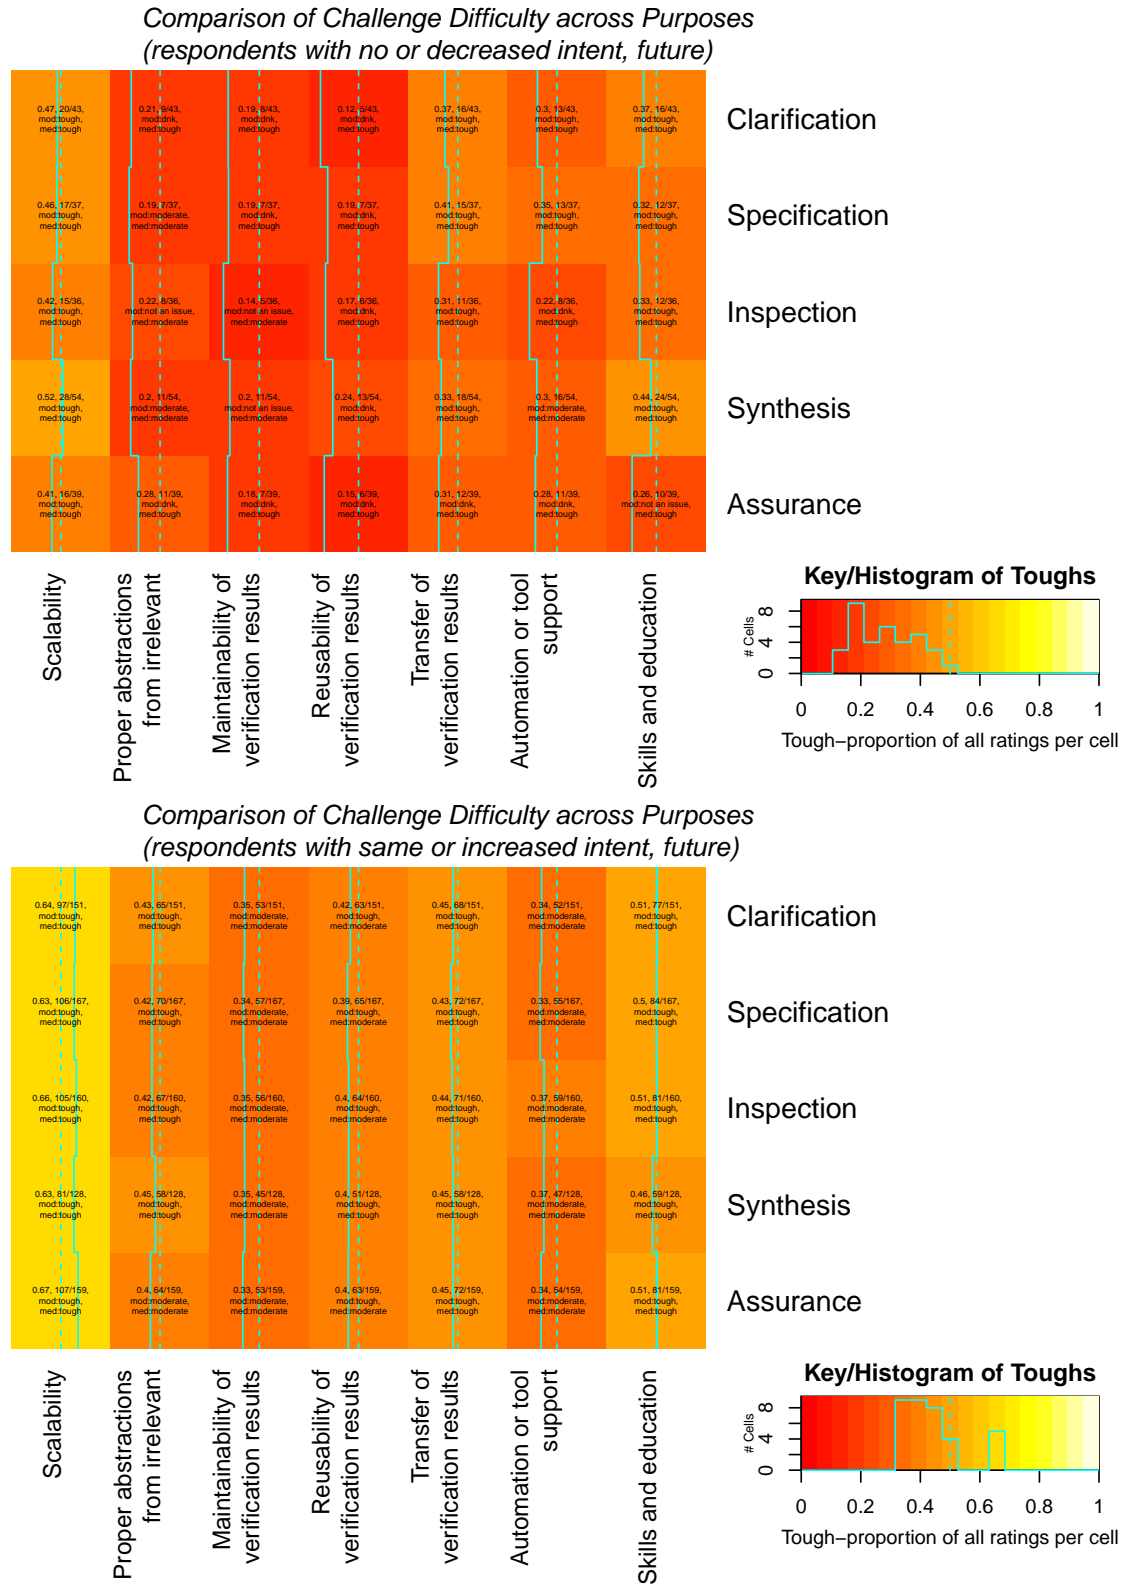 Comparison of Challenge Difficulty across Purposes
(respondents with no or decreased intent, future)
0.47, 20/43,
mod:tough,
med:tough
0.21, 9/43,
mod:dnk,
med:tough
0.19, 8/43,
mod:dnk,
med:tough
0.12, 5/43,
mod:dnk,
med:tough
0.37, 16/43,
mod:tough,
med:tough
0.3, 13/43,
mod:tough,
med:tough
0.37, 16/43,
mod:tough,
med:tough
Clarification
0.46, 17/37,
mod:tough,
med:tough
0.19, 7/37,
mod:moderate,
med:moderate
0.19, 7/37,
mod:dnk,
med:tough
0.19, 7/37,
mod:dnk,
med:tough
0.41, 15/37,
mod:tough,
med:tough
0.35, 13/37,
mod:tough,
med:tough
0.32, 12/37,
mod:tough,
med:tough
Specification
0.42, 15/36,
mod:tough,
med:tough
0.22, 8/36,
mod:not an issue,
med:moderate
0.14, 5/36,
mod:not an issue,
med:moderate
0.17, 6/36,
mod:dnk,
med:tough
0.31, 11/36,
mod:tough,
med:tough
0.22, 8/36,
mod:dnk,
med:tough
0.33, 12/36,
mod:tough,
med:tough
Inspection
0.52, 28/54,
mod:tough,
med:tough
0.2, 11/54,
mod:moderate,
med:moderate
0.2, 11/54,
mod:not an issue,
med:moderate
0.24, 13/54,
mod:dnk,
med:tough
0.33, 18/54,
mod:tough,
med:tough
0.3, 16/54,
mod:moderate,
med:moderate
0.44, 24/54,
mod:tough,
med:tough
Synthesis
0.41, 16/39,
mod:tough,
med:tough
0.28, 11/39,
mod:dnk,
med:tough
0.18, 7/39,
mod:dnk,
med:tough
0.15, 6/39,
mod:dnk,
med:tough
0.31, 12/39,
mod:tough,
med:tough
0.28, 11/39,
mod:dnk,
med:tough
0.26, 10/39,
mod:not an issue,
med:tough
Assurance
Scalability
Proper abstractions
from irrelevant
Maintainability of
verification results
Reusability of
verification results
Transfer of
verification results
Automation or tool
support
Skills and education
Key/Histogram of Toughs
# Cells
0 4 8
0 0.2 0.4 0.6 0.8 1
Tough−proportion of all ratings per cell
Comparison of Challenge Difficulty across Purposes
(respondents with same or increased intent, future)
0.64, 97/151,
mod:tough,
med:tough
0.43, 65/151,
mod:tough,
med:tough
0.35, 53/151,
mod:moderate,
med:moderate
0.42, 63/151,
mod:tough,
med:moderate
0.45, 68/151,
mod:tough,
med:tough
0.34, 52/151,
mod:moderate,
med:moderate
0.51, 77/151,
mod:tough,
med:tough
Clarification
0.63, 106/167,
mod:tough,
med:tough
0.42, 70/167,
mod:tough,
med:tough
0.34, 57/167,
mod:moderate,
med:moderate
0.39, 65/167,
mod:tough,
med:moderate
0.43, 72/167,
mod:tough,
med:tough
0.33, 55/167,
mod:moderate,
med:moderate
0.5, 84/167,
mod:tough,
med:tough
Specification
0.66, 105/160,
mod:tough,
med:tough
0.42, 67/160,
mod:tough,
med:tough
0.35, 56/160,
mod:moderate,
med:moderate
0.4, 64/160,
mod:tough,
med:moderate
0.44, 71/160,
mod:tough,
med:tough
0.37, 59/160,
mod:moderate,
med:moderate
0.51, 81/160,
mod:tough,
med:tough
Inspection
0.63, 81/128,
mod:tough,
med:tough
0.45, 58/128,
mod:tough,
med:tough
0.35, 45/128,
mod:moderate,
med:moderate
0.4, 51/128,
mod:tough,
med:tough
0.45, 58/128,
mod:tough,
med:tough
0.37, 47/128,
mod:moderate,
med:moderate
0.46, 59/128,
mod:tough,
med:tough
Synthesis
0.67, 107/159,
mod:tough,
med:tough
0.4, 64/159,
mod:moderate,
med:moderate
0.33, 53/159,
mod:moderate,
med:moderate
0.4, 63/159,
mod:tough,
med:moderate
0.45, 72/159,
mod:tough,
med:tough
0.34, 54/159,
mod:moderate,
med:moderate
0.51, 81/159,
mod:tough,
med:tough
Assurance
Scalability
Proper abstractions
from irrelevant
Maintainability of
verification results
Reusability of
verification results
Transfer of
verification results
Automation or tool
support
Skills and education
Key/Histogram of Toughs
# Cells
0 4 8
0 0.2 0.4 0.6 0.8 1
Tough−proportion of all ratings per cell